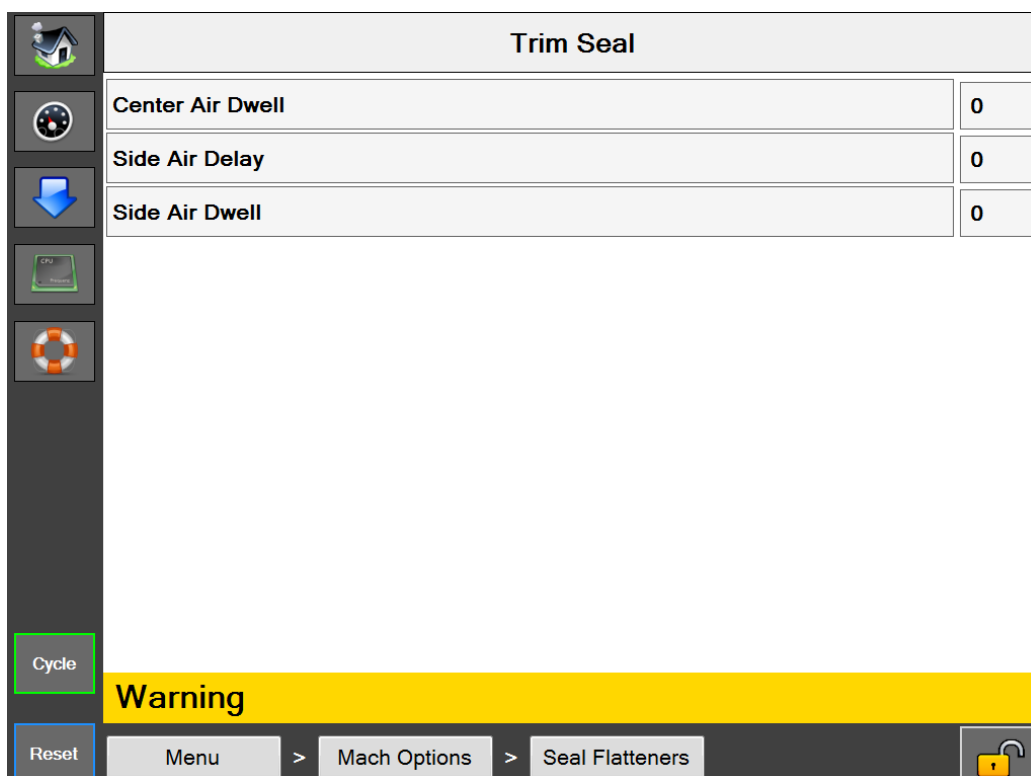 Trim Seal
Center Air Dwell 0
Side Air Delay 0
Side Air Dwell 0
CPU
Cycle
Warning
Reset
Menu > Mach Options > Seal Flatteners